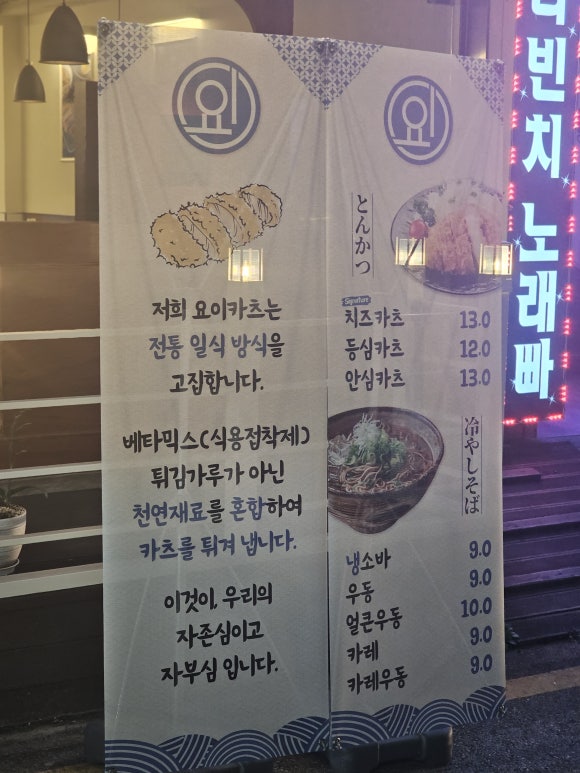 요이
저희 요이카츠는
전통 일식 방식을
고집합니다.
베타믹스(식용접착제)
튀김가루가 아닌
천연재료를 혼합하여
카츠를 튀겨 냅니다.
이것이, 우리의
자존심이고
자부심 입니다.
요이
とんかつ
Signature
치즈카츠 13.0
등심카츠 12.0
안심카츠 13.0
冷やしそば
냉소바 9.0
우동 9.0
얼큰우동 10.0
카레 9.0
카레우동 9.0
빈치 노래빠